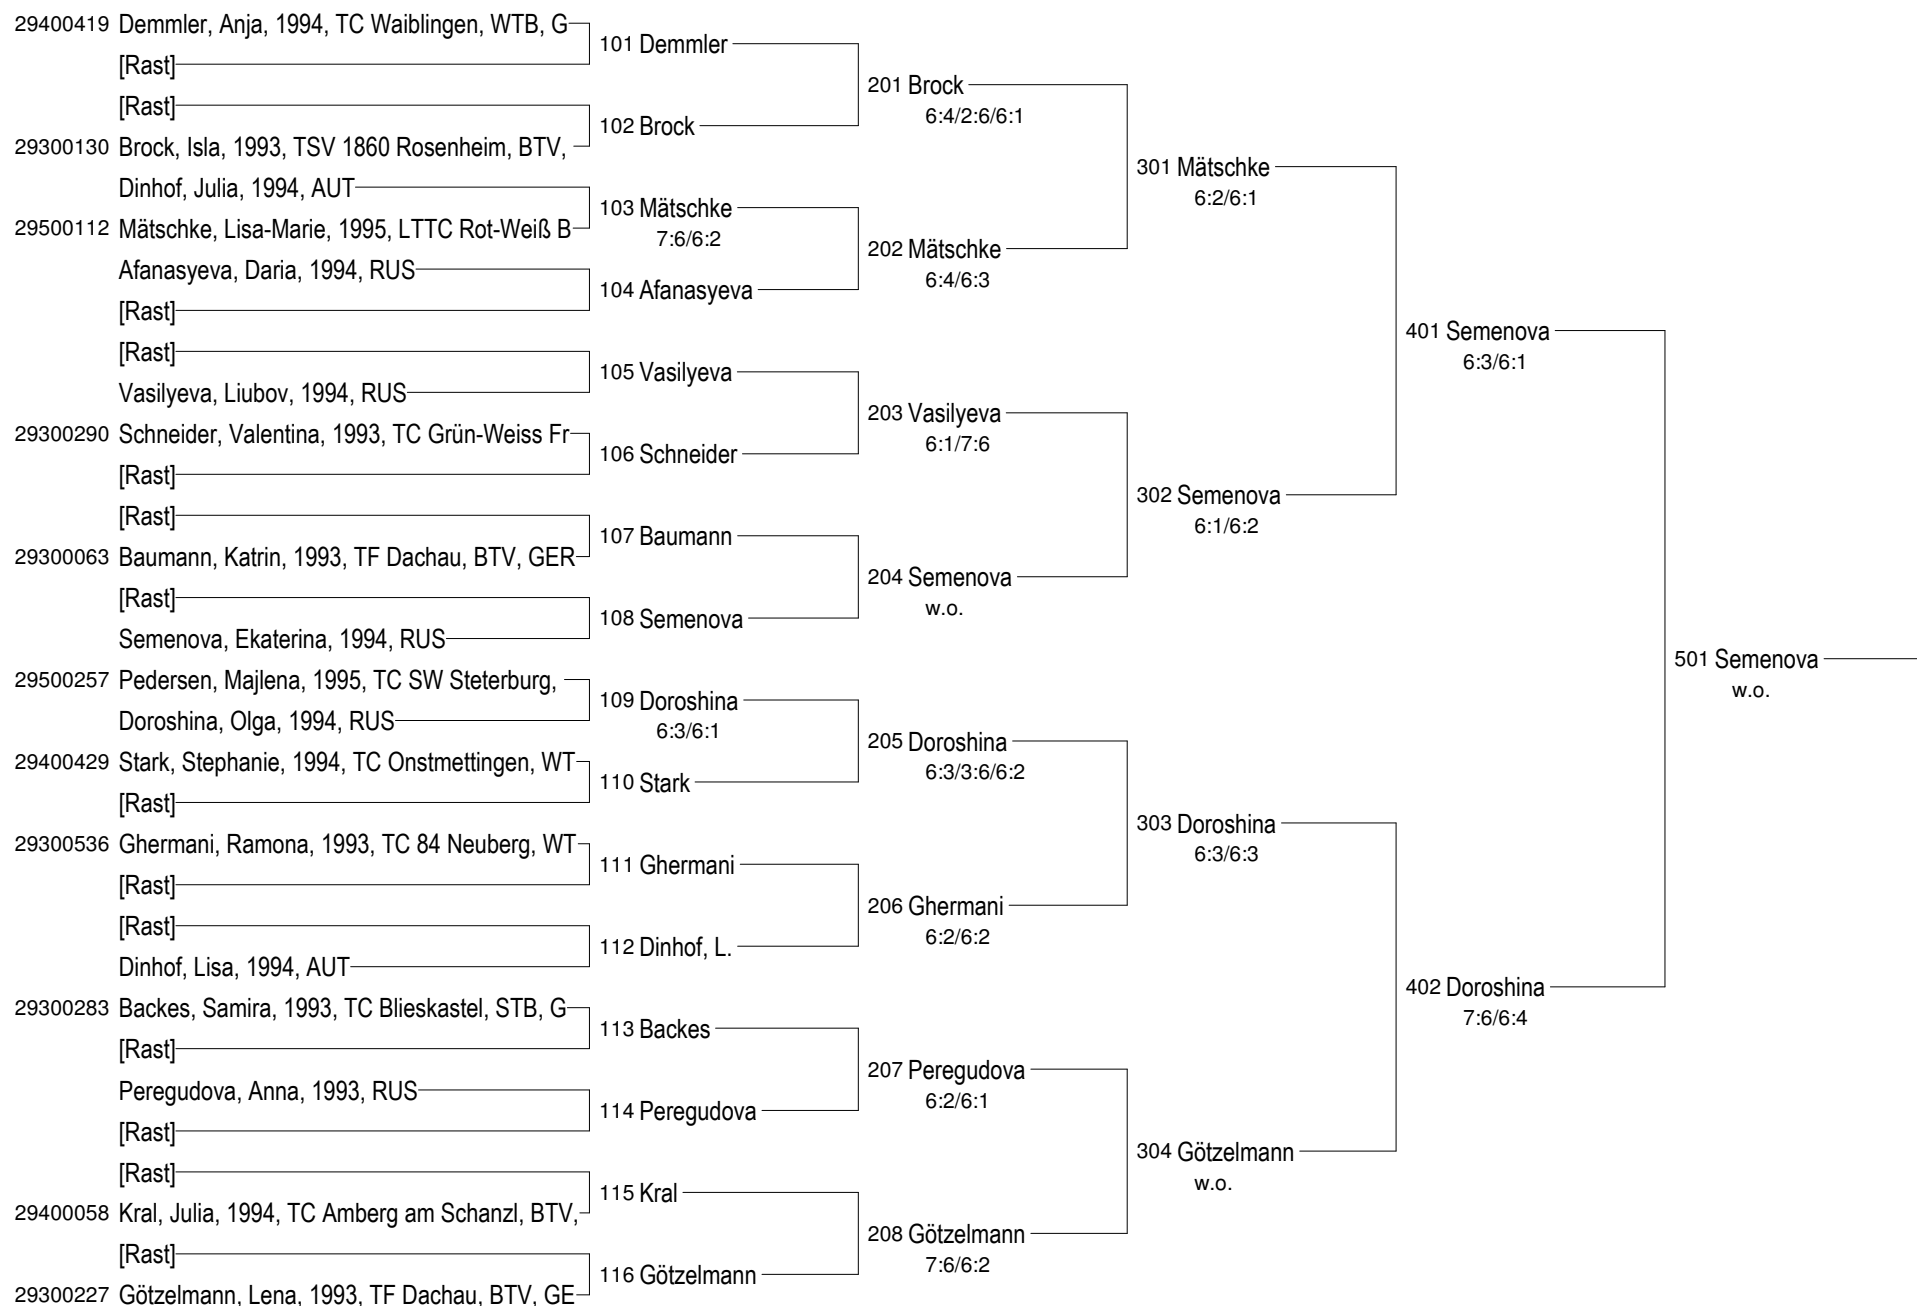 29400419 Demmler, Anja, 1994, TC Waiblingen, WTB, G
[Rast]
[Rast]
29300130 Brock, Isla, 1993, TSV 1860 Rosenheim, BTV,
Dinhof, Julia, 1994, AUT
29500112 Mätschke, Lisa-Marie, 1995, LTTC Rot-Weiß B
Afanasyeva, Daria, 1994, RUS
[Rast]
[Rast]
Vasilyeva, Liubov, 1994, RUS
29300290 Schneider, Valentina, 1993, TC Grün-Weiss Fr
[Rast]
[Rast]
29300063 Baumann, Katrin, 1993, TF Dachau, BTV, GER
[Rast]
Semenova, Ekaterina, 1994, RUS
29500257 Pedersen, Majlena, 1995, TC SW Steterburg,
Doroshina, Olga, 1994, RUS
29400429 Stark, Stephanie, 1994, TC Onstmettingen, WT
[Rast]
29300536 Ghermani, Ramona, 1993, TC 84 Neuberg, WT
[Rast]
[Rast]
Dinhof, Lisa, 1994, AUT
29300283 Backes, Samira, 1993, TC Blieskastel, STB, G
[Rast]
Peregudova, Anna, 1993, RUS
[Rast]
[Rast]
29400058 Kral, Julia, 1994, TC Amberg am Schanzl, BTV,
[Rast]
29300227 Götzelmann, Lena, 1993, TF Dachau, BTV, GE
101 Demmler
102 Brock
103 Mätschke
7:6/6:2
104 Afanasyeva
105 Vasilyeva
106 Schneider
107 Baumann
108 Semenova
109 Doroshina
6:3/6:1
110 Stark
111 Ghermani
112 Dinhof, L.
113 Backes
114 Peregudova
115 Kral
116 Götzelmann
201 Brock
6:4/2:6/6:1
202 Mätschke
6:4/6:3
203 Vasilyeva
6:1/7:6
204 Semenova
w.o.
205 Doroshina
6:3/3:6/6:2
206 Ghermani
6:2/6:2
207 Peregudova
6:2/6:1
208 Götzelmann
7:6/6:2
301 Mätschke
6:2/6:1
302 Semenova
6:1/6:2
303 Doroshina
6:3/6:3
304 Götzelmann
w.o.
401 Semenova
6:3/6:1
402 Doroshina
7:6/6:4
501 Semenova
w.o.